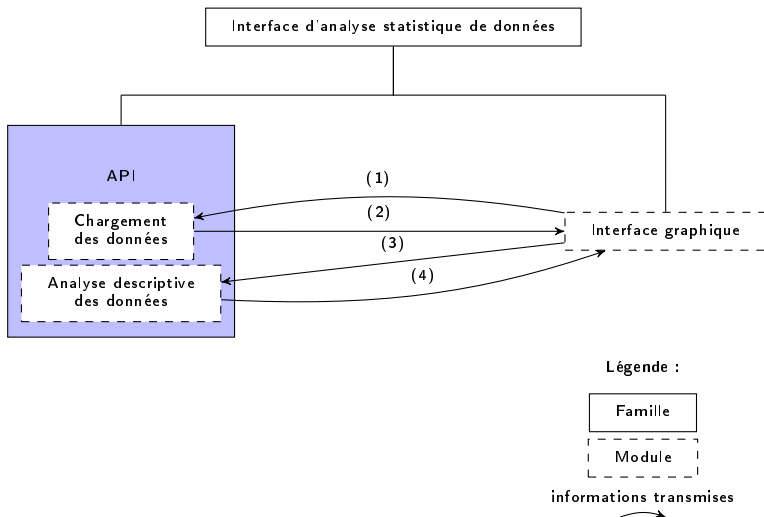 Interface d'analyse statistique de données
API
(1)
Chargement
des données
(2)
Interface graphique
(3)
Analyse descriptive
des données
(4)
Légende :
Famille
Module
informations transmises